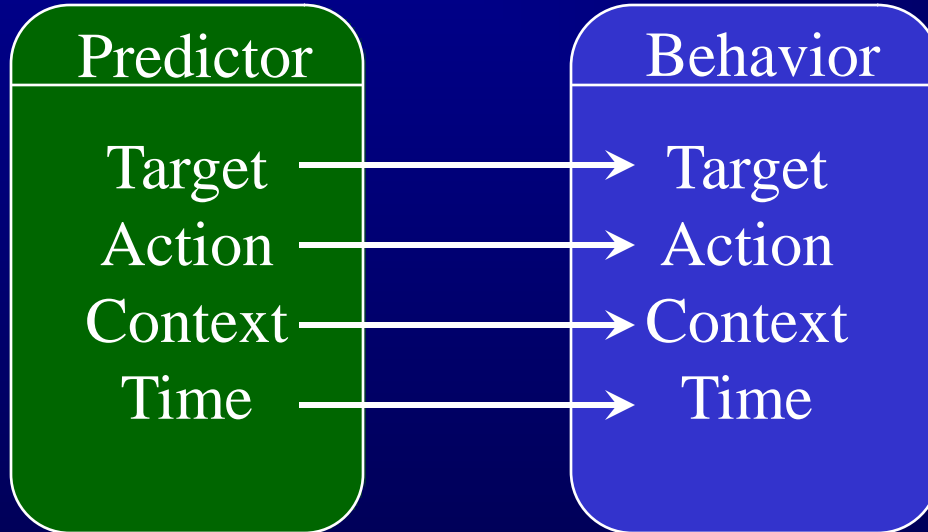 Predictor
Target
Action
Context
Time
Behavior
Target
Action
Context
Time